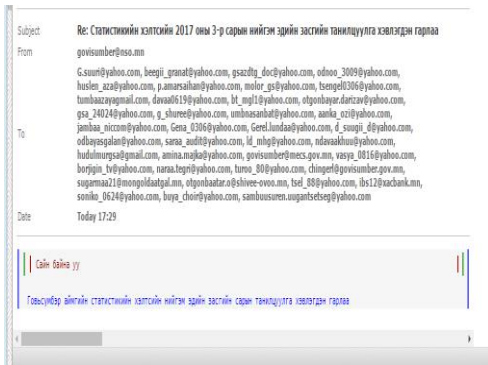 Subject Re: Статистикийн хэлтсийн 2017 оны 3-р сарын нийгэм эдийн засгийн танилцуулга хэвлэгдэн гарлаа
From govisumber@nso.mn
G.suuri@yahoo.com, beegii_granat@yahoo.com, gsazdtg_doc@yahoo.com, odnoo_3009@yahoo.com,
huslen_aza@yahoo.com, p.amarsaihan@yahoo.com, molor_gs@yahoo.com, tsengel0306@yahoo.com,
tumbaazayagmail.com, davaa0619@yahoo.com, bt_mgl1@yahoo.com, otgonbayar.darizav@yahoo.com,
gsa_24024@yahoo.com, g_shuree@yahoo.com, umbnasanbat@yahoo.com, aanka_ozi@yahoo.com,
To jambaa_niccom@yahoo.com, Gena_0306@yahoo.com, Gerel.lundaa@yahoo.com, d_suugii_d@yahoo.com,
odbayasgalan@yahoo.com, saraa_audit@yahoo.com, ld_mhg@yahoo.com, ndavaakhuu@yahoo.com,
hudulmurgsa@gmail.com, amina.majka@yahoo.com, govisumber@mecs.gov.mn, vasya_0816@yahoo.com,
borjigin_tv@yahoo.com, naraa.tegri@yahoo.com, turoo_80@yahoo.com, chingerf@govisumber.gov.mn,
sugarmaa21@mongoldaatgal.mn, otgonbaatar.o@shivee-ovoo.mn, tsel_88@yahoo.com, ibs12@xacbank.mn,
soniko_0624@yahoo.com, buya_choir@yahoo.com, sambuusuren.uugantsetseg@yahoo.com
Date Today 17:29
Сайн байна уу
Говьсүмбэр аймгийн статистикийн хэлтсийн нийгэм эдийн засгийн сарын танилцуулга хэвлэгдэн гарлаа